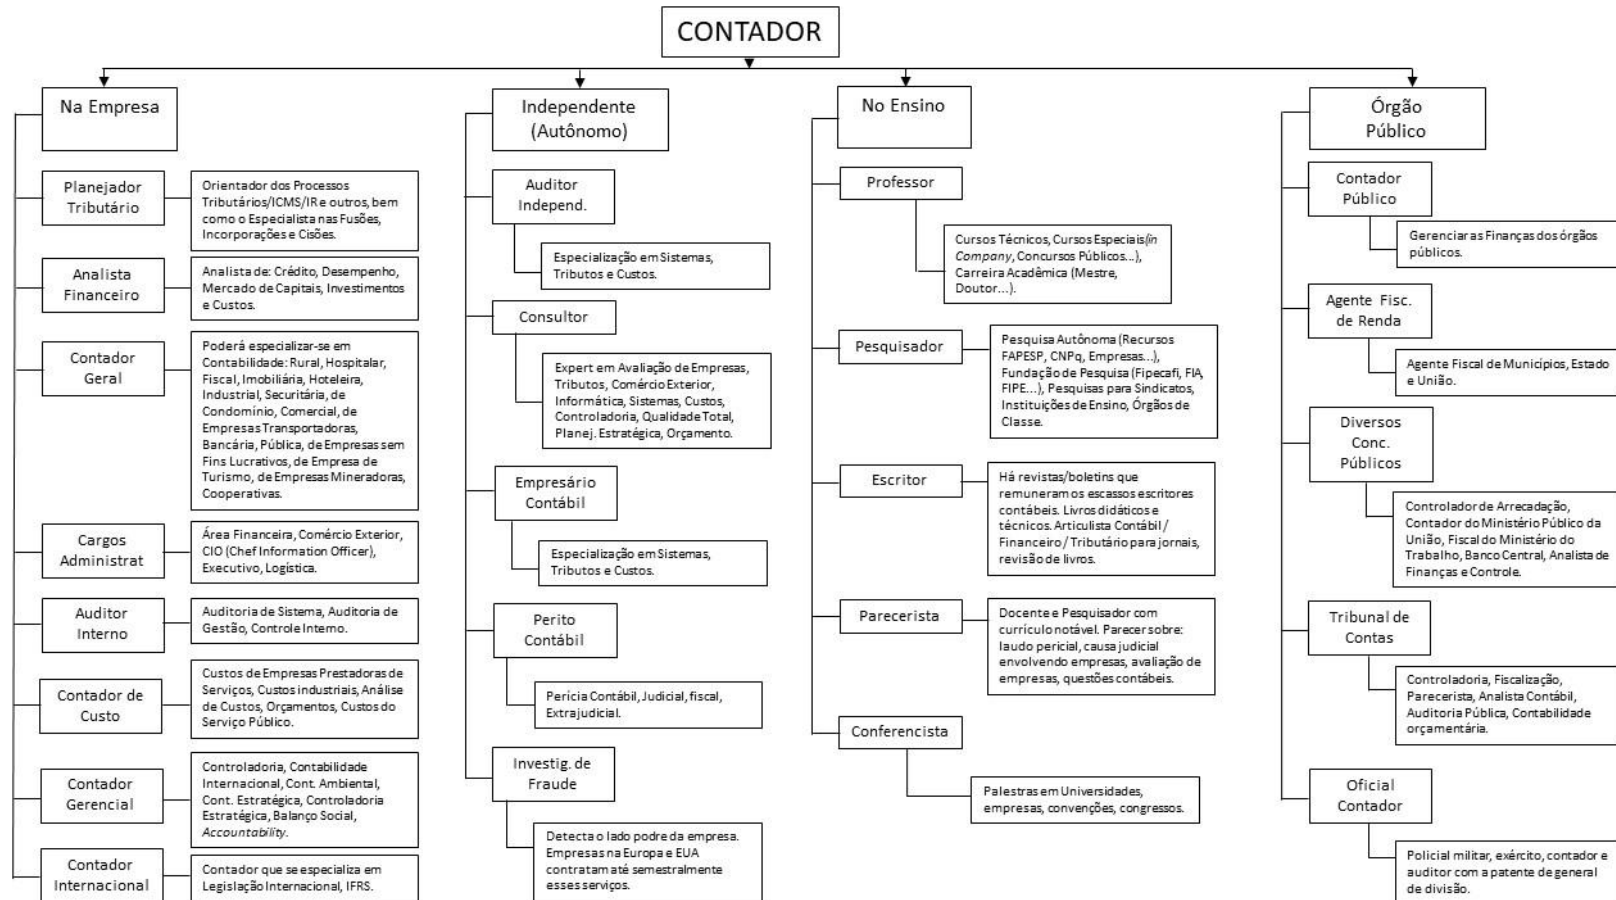 CONTADOR
Na Empresa
Planejador
Tributário
Orientador dos Processos
Tributários/ICMS/IR e outros, bem
como o Especialista nas Fusões,
Incorporações e Cisões.
Analista
Financeiro
Analista de: Crédito, Desempenho,
Mercado de Capitais, Investimentos
e Custos.
Contador
Geral
Poderá especializar-se em
Contabilidade: Rural, Hospitalar,
Fiscal, Imobiliária, Hoteleira,
Industrial, Securitária, de
Condomínio, Comercial, de
Empresas Transportadoras,
Bancária, Pública, de Empresas sem
Fins Lucrativos, de Empresa de
Turismo, de Empresas Mineradoras,
Cooperativas.
Cargos
Administrat
Área Financeira, Comércio Exterior,
CIO (Chef Information Officer),
Executivo, Logística.
Auditor
Interno
Auditoria de Sistema, Auditoria de
Gestão, Controle Interno.
Contador de
Custo
Custos de Empresas Prestadoras de
Serviços, Custos industriais, Análise
de Custos, Orçamentos, Custos do
Serviço Público.
Contador
Gerencial
Controladoria, Contabilidade
Internacional, Cont. Ambiental,
Cont. Estratégica, Controladoria
Estratégica, Balanço Social,
Accountability.
Contador
Internacional
Contador que se especializa em
Legislação Internacional, IFRS.
Independente
(Autônomo)
Auditor
Independ.
Especialização em Sistemas,
Tributos e Custos.
Consultor
Expert em Avaliação de Empresas,
Tributos, Comércio Exterior,
Informática, Sistemas, Custos,
Controladoria, Qualidade Total,
Planej. Estratégica, Orçamento.
Empresário
Contábil
Especialização em Sistemas,
Tributos e Custos.
Perito
Contábil
Perícia Contábil, Judicial, fiscal,
Extrajudicial.
Investig. de
Fraude
Detecta o lado podre da empresa.
Empresas na Europa e EUA
contratam até semestralmente
esses serviços.
No Ensino
Professor
Cursos Técnicos, Cursos Especiais(in
Company, Concursos Públicos...),
Carreira Acadêmica (Mestre,
Doutor...).
Pesquisador
Pesquisa Autônoma (Recursos
FAPESP, CNPq, Empresas...),
Fundação de Pesquisa (Fipecafi, FIA,
FIPE...), Pesquisas para Sindicatos,
Instituições de Ensino, Órgãos de
Classe.
Escritor
Há revistas/boletins que
remuneram os escassos escritores
contábeis. Livros didáticos e
técnicos. Articulista Contábil /
Financeiro / Tributário para jornais,
revisão de livros.
Parecerista
Docente e Pesquisador com
currículo notável. Parecer sobre:
laudo pericial, causa judicial
envolvendo empresas, avaliação de
empresas, questões contábeis.
Conferencista
Palestras em Universidades,
empresas, convenções, congressos.
Órgão
Público
Contador
Público
Gerenciar as Finanças dos órgãos
públicos.
Agente Fisc.
de Renda
Agente Fiscal de Municípios, Estado
e União.
Diversos
Conc.
Públicos
Controlador de Arrecadação,
Contador do Ministério Público da
União, Fiscal do Ministério do
Trabalho, Banco Central, Analista de
Finanças e Controle.
Tribunal de
Contas
Controladoria, Fiscalização,
Parecerista, Analista Contábil,
Auditoria Pública, Contabilidade
orçamentária.
Oficial
Contador
Policial militar, exército, contador e
auditor com a patente de general
de divisão.